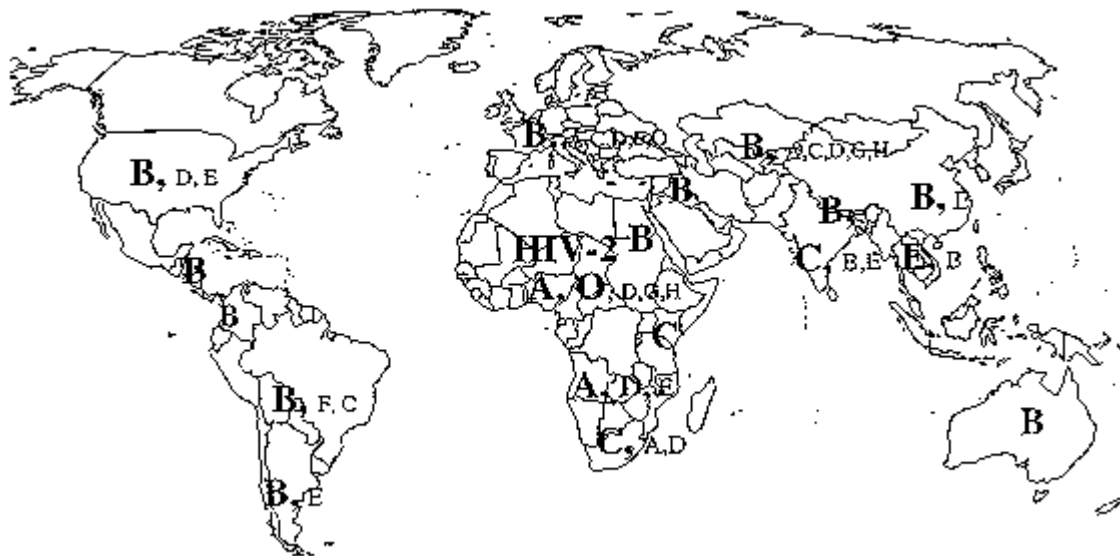 B, D, E
B,
B,
C, D, G, H
B
B,
B,
HIV-2
B
C,
B, E
E,
B
B
A, O, D, G, H
B
C
A, D, E
B,
F, C
B
C, A, D
B, E